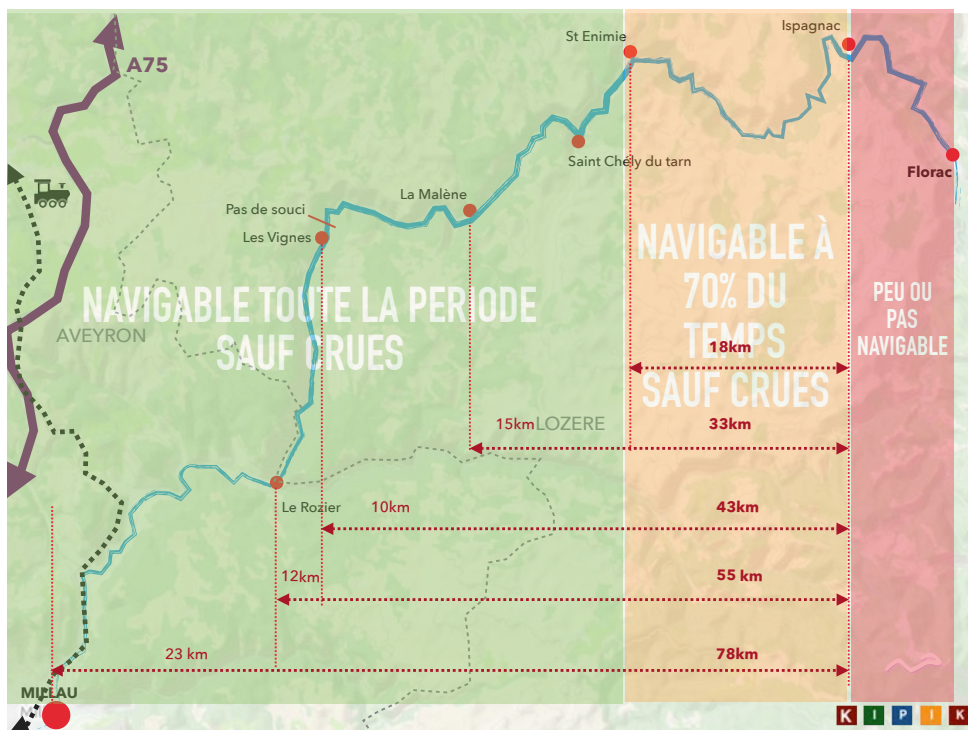 St Enimie
Ispagnac
A75
Saint Chély du tarn
Florac
La Malène
Pas de souci
Les Vignes
NAVIGABLE TOUTE LA PERIODE
SAUF CRUES
AVEYRON
NAVIGABLE À
70% DU
TEMPS
SAUF CRUES
PEU OU
PAS
NAVIGABLE
18km
15km
LOZERE
33km
Le Rozier
10km
43km
12km
55 km
23 km
78km
MILLAU
K I P I K